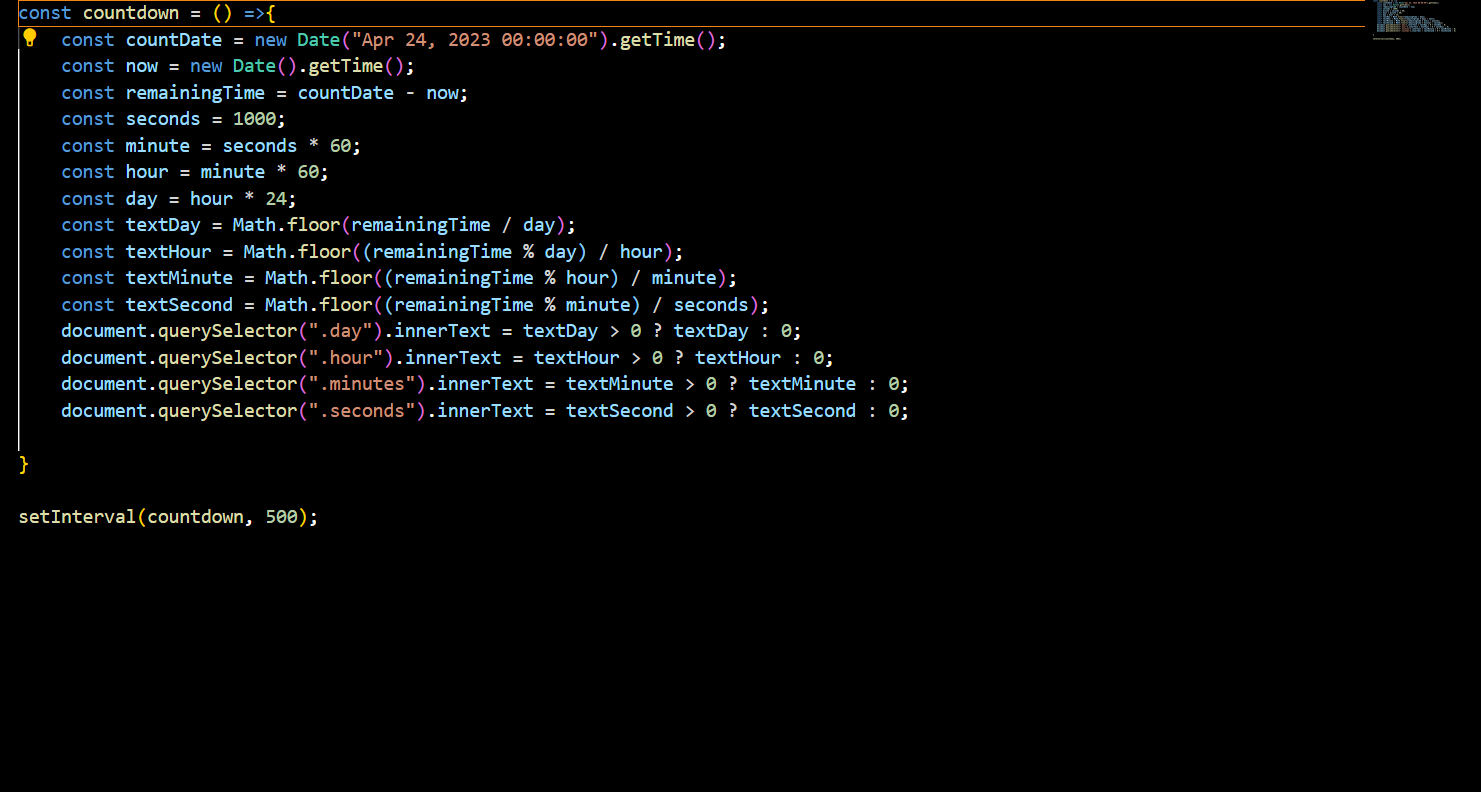 const countdown = () =>{
    const countDate = new Date("Apr 24, 2023 00:00:00").getTime();
    const now = new Date().getTime();
    const remainingTime = countDate - now;
    const seconds = 1000;
    const minute = seconds * 60;
    const hour = minute * 60;
    const day = hour * 24;
    const textDay = Math.floor(remainingTime / day);
    const textHour = Math.floor((remainingTime % day) / hour);
    const textMinute = Math.floor((remainingTime % hour) / minute);
    const textSecond = Math.floor((remainingTime % minute) / seconds);
    document.querySelector(".day").innerText = textDay > 0 ? textDay : 0;
    document.querySelector(".hour").innerText = textHour > 0 ? textHour : 0;
    document.querySelector(".minutes").innerText = textMinute > 0 ? textMinute : 0;
    document.querySelector(".seconds").innerText = textSecond > 0 ? textSecond : 0;
}
setInterval(countdown, 500);